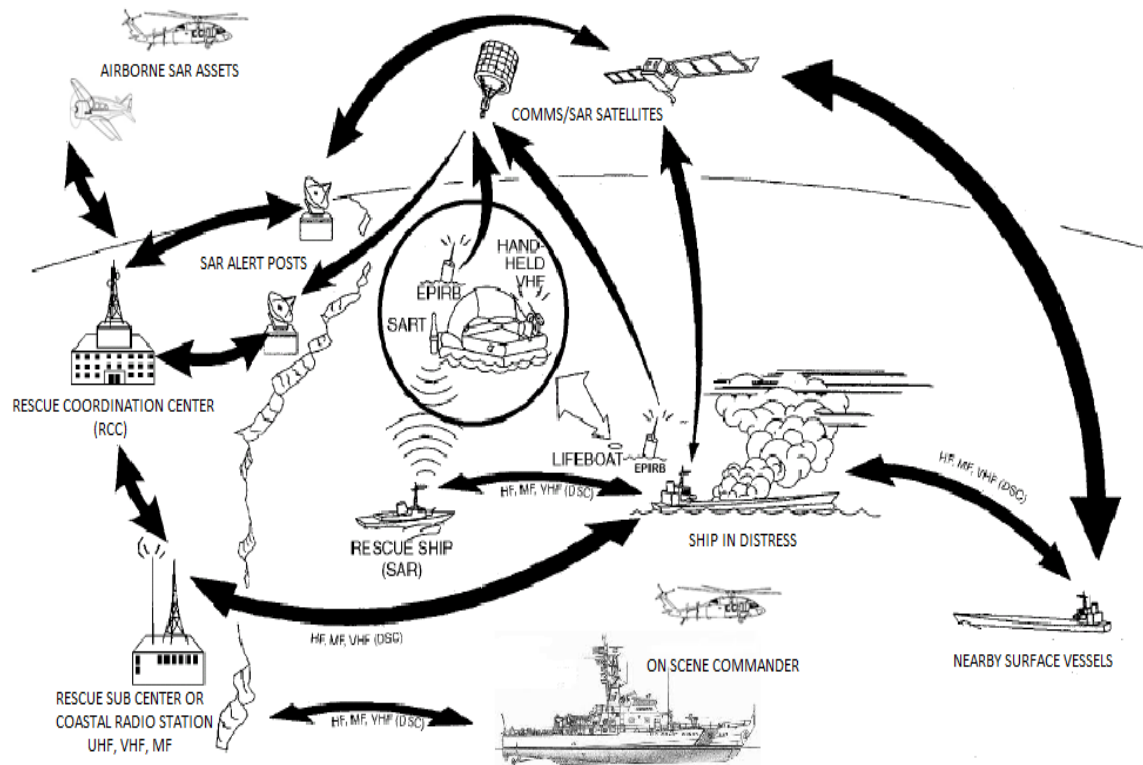 AIRBORNE SAR ASSETS
COMMS/SAR SATELLITES
SAR ALERT POSTS
HAND-
HELD
VHF
EPIRB
SART
RESCUE COORDINATION CENTER
(RCC)
LIFEBOAT
EPIRB
HF, MF, VHF (DSC)
HF, MF, VHF (DSC)
RESCUE SHIP
(SAR)
SHIP IN DISTRESS
HF, MF, VHF (DSC)
ON SCENE COMMANDER
NEARBY SURFACE VESSELS
RESCUE SUB CENTER OR
COASTAL RADIO STATION
UHF, VHF, MF
HF, MF, VHF (DSC)